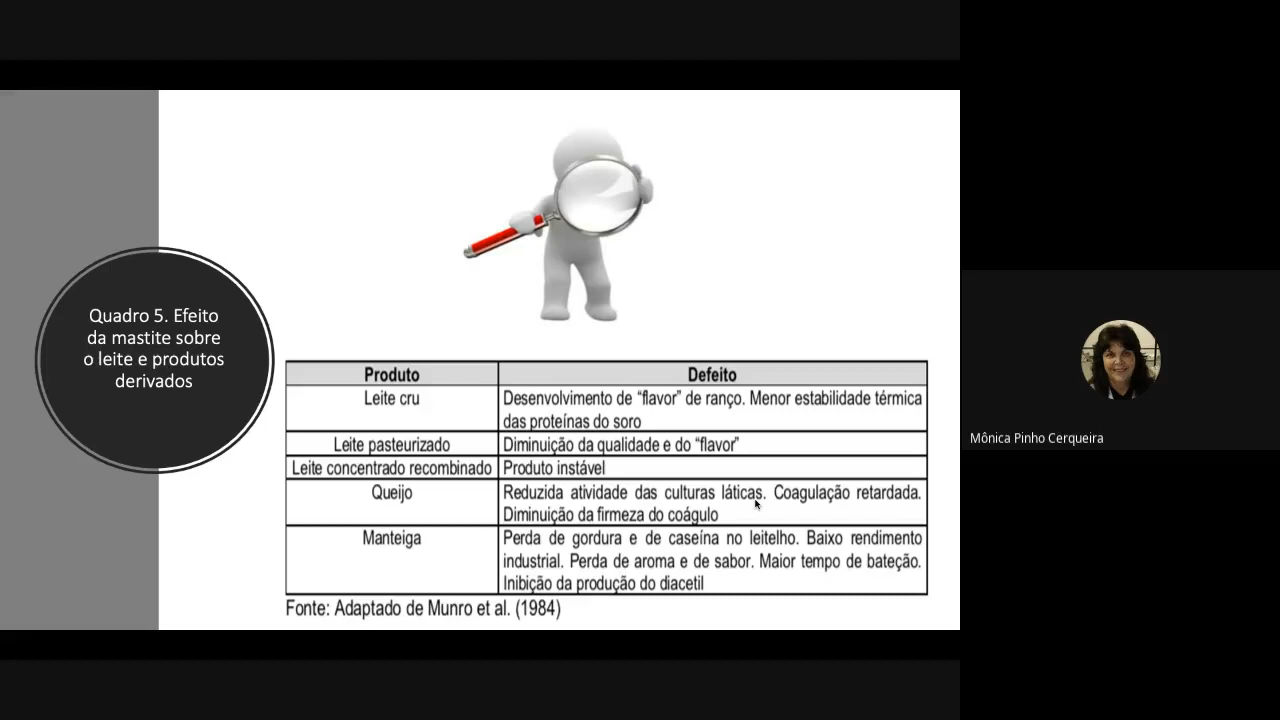 Quadro 5. Efeito
da mastite sobre
o leite e produtos
derivados
Produto Defeito
Leite cru Desenvolvimento de “flavor” de ranço. Menor estabilidade térmica
das proteínas do soro
Leite pasteurizado Diminuição da qualidade e do “flavor”
Leite concentrado recombinado Produto instável
Queijo Reduzida atividade das culturas láticas. Coagulação retardada.
Diminuição da firmeza do coágulo
Manteiga Perda de gordura e de caseína no leitelho. Baixo rendimento
industrial. Perda de aroma e de sabor. Maior tempo de bateção.
Inibição da produção do diacetil
Fonte: Adaptado de Munro et al. (1984)
Mônica Pinho Cerqueira